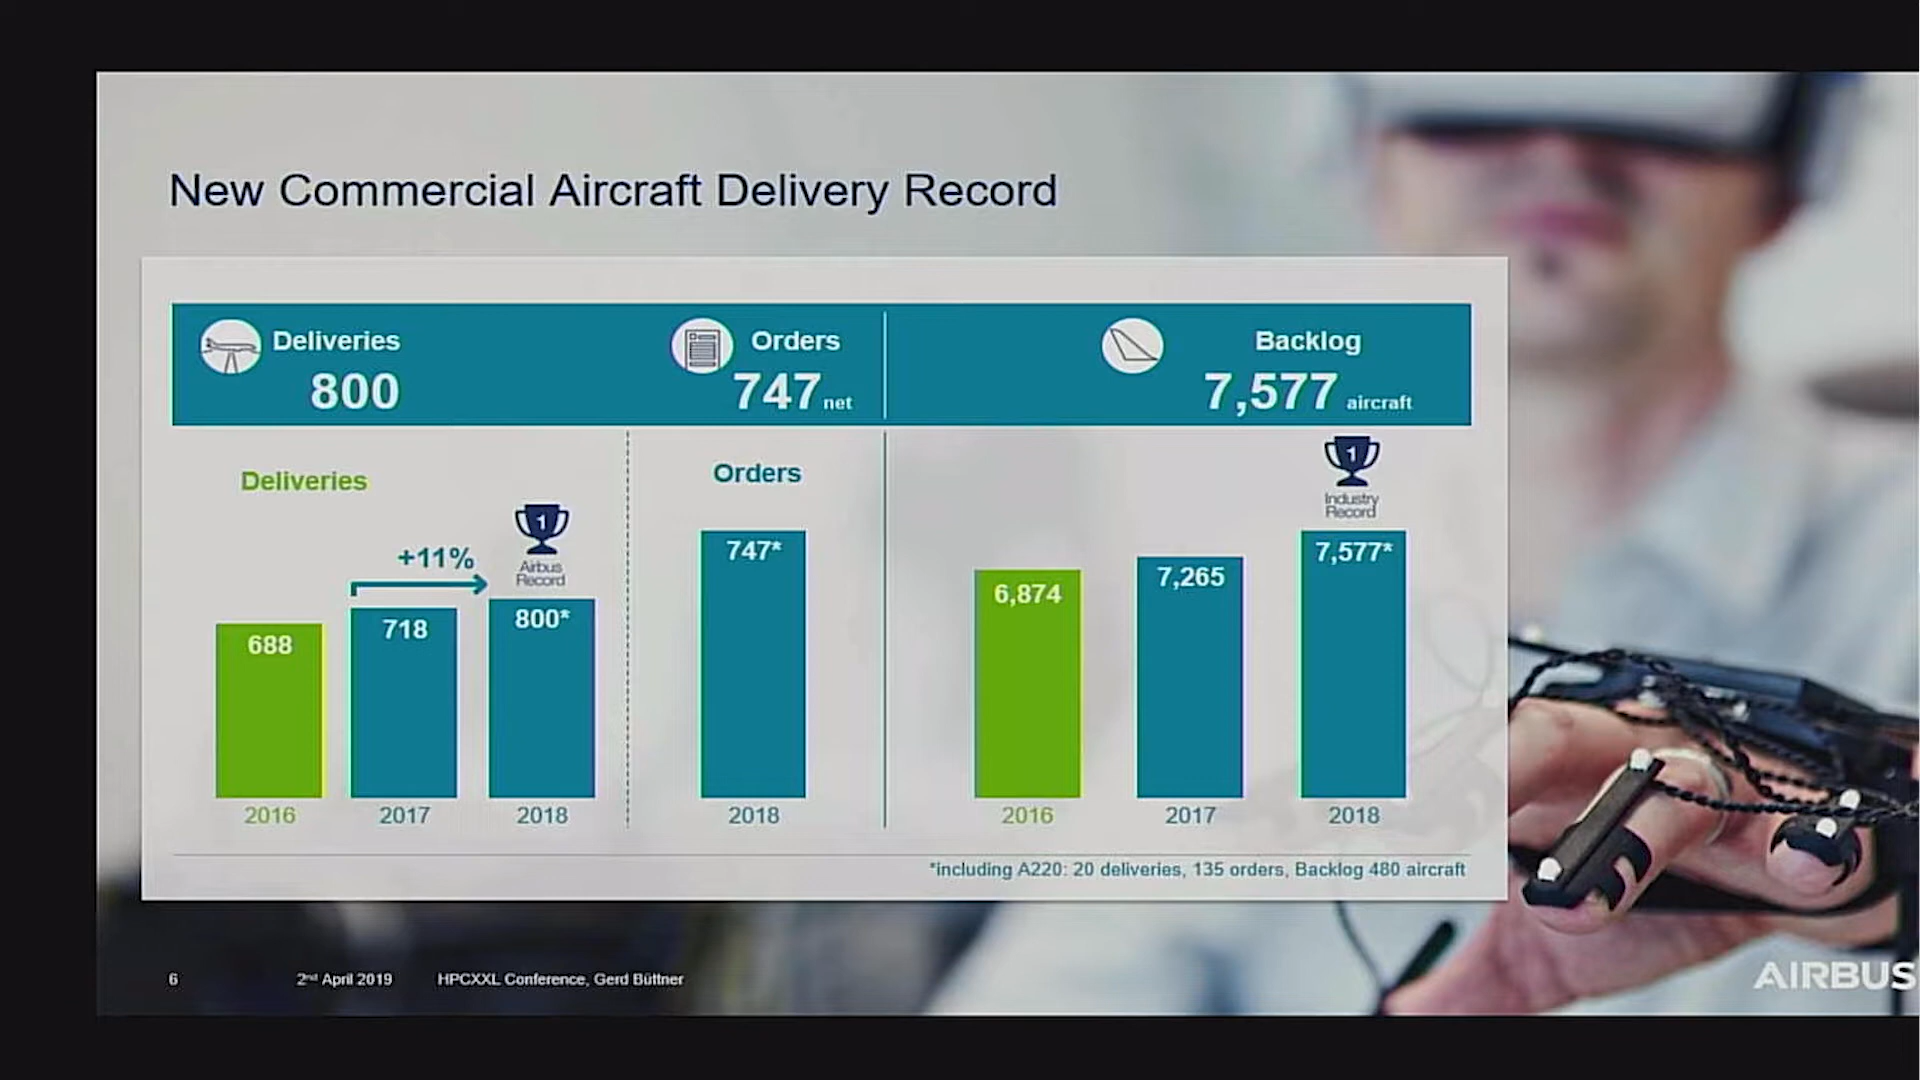 New Commercial Aircraft Delivery Record
Deliveries
800
Orders
747 net
Backlog
7,577 aircraft
Deliveries
+11%
1
Airbus
Record
688
718
800*
2016
2017
2018
Orders
747*
2018
1
Industry
Record
6,874
7,265
7,577*
2016
2017
2018
*including A220: 20 deliveries, 135 orders, Backlog 480 aircraft
6
2nd April 2019
HPCXXL Conference, Gerd Büttner
AIRBUS